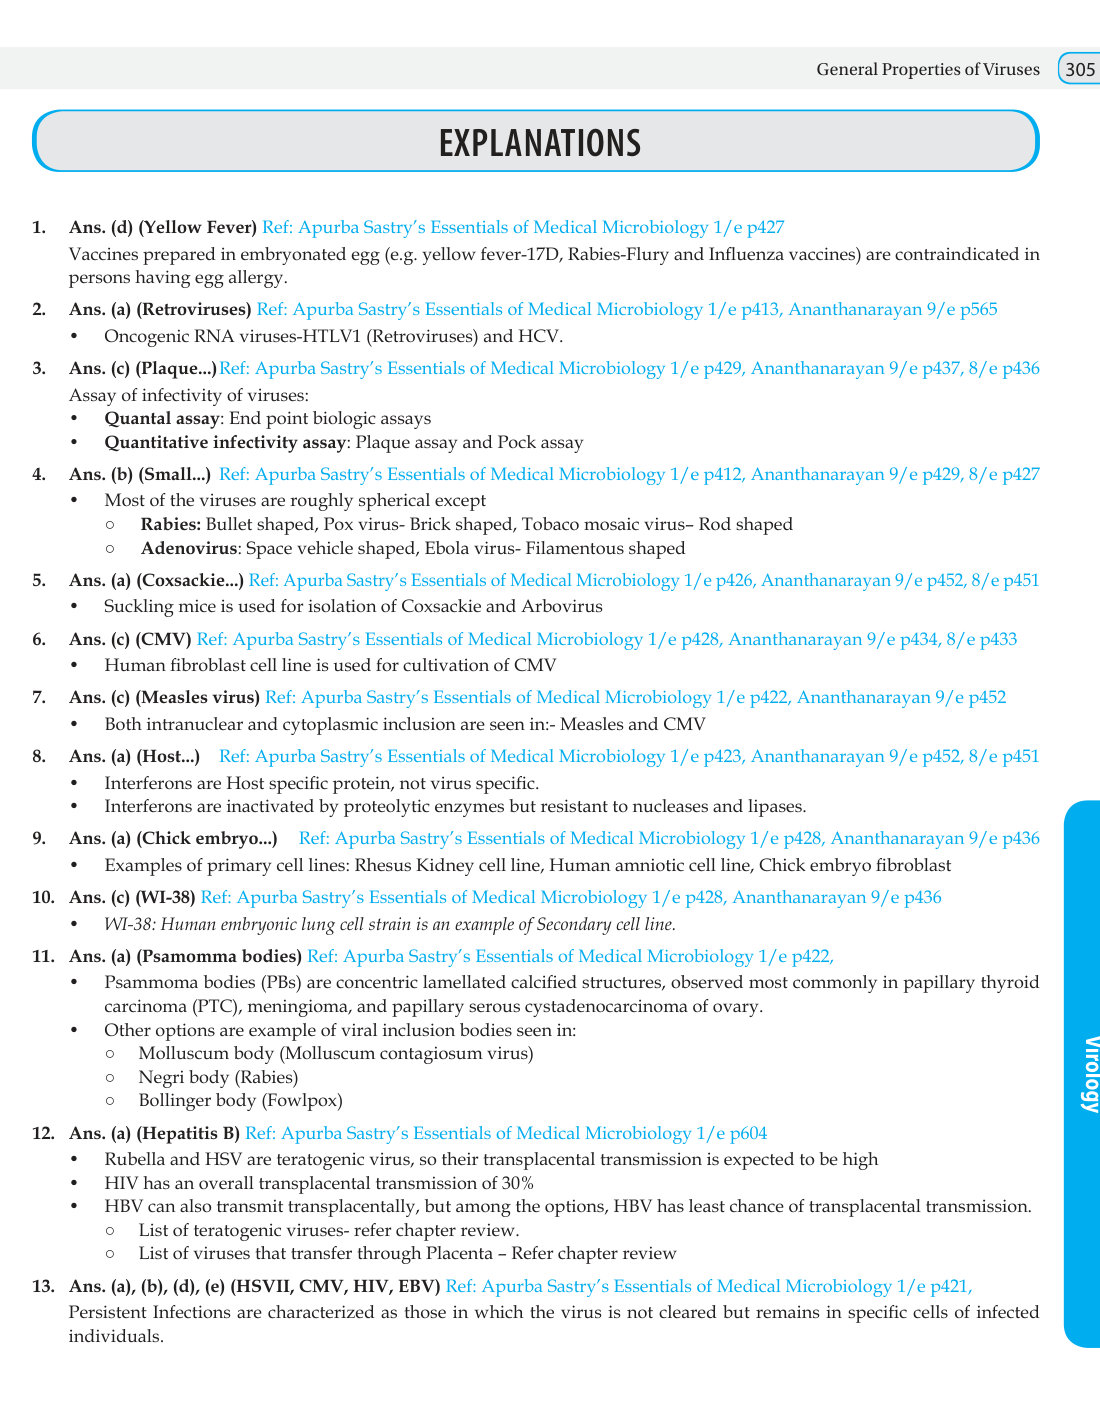 General Properties of Viruses 305
EXPLANATIONS
1. Ans. (d) (Yellow Fever) Ref: Apurba Sastry’s Essentials of Medical Microbiology 1/e p427
Vaccines prepared in embryonated egg (e.g. yellow fever-17D, Rabies-Flury and Influenza vaccines) are contraindicated in
persons having egg allergy.
2. Ans. (a) (Retroviruses) Ref: Apurba Sastry’s Essentials of Medical Microbiology 1/e p413, Ananthanarayan 9/e p565
• Oncogenic RNA viruses-HTLV1 (Retroviruses) and HCV.
3. Ans. (c) (Plaque...) Ref: Apurba Sastry’s Essentials of Medical Microbiology 1/e p429, Ananthanarayan 9/e p437, 8/e p436
Assay of infectivity of viruses:
• Quantal assay: End point biologic assays
• Quantitative infectivity assay: Plaque assay and Pock assay
4. Ans. (b) (Small...) Ref: Apurba Sastry’s Essentials of Medical Microbiology 1/e p412, Ananthanarayan 9/e p429, 8/e p427
• Most of the viruses are roughly spherical except
○ Rabies: Bullet shaped, Pox virus- Brick shaped, Tobaco mosaic virus– Rod shaped
○ Adenovirus: Space vehicle shaped, Ebola virus- Filamentous shaped
5. Ans. (a) (Coxsackie...) Ref: Apurba Sastry’s Essentials of Medical Microbiology 1/e p426, Ananthanarayan 9/e p452, 8/e p451
• Suckling mice is used for isolation of Coxsackie and Arbovirus
6. Ans. (c) (CMV) Ref: Apurba Sastry’s Essentials of Medical Microbiology 1/e p428, Ananthanarayan 9/e p434, 8/e p433
• Human fibroblast cell line is used for cultivation of CMV
7. Ans. (c) (Measles virus) Ref: Apurba Sastry’s Essentials of Medical Microbiology 1/e p422, Ananthanarayan 9/e p452
• Both intranuclear and cytoplasmic inclusion are seen in:- Measles and CMV
8. Ans. (a) (Host...) Ref: Apurba Sastry’s Essentials of Medical Microbiology 1/e p423, Ananthanarayan 9/e p452, 8/e p451
• Interferons are Host specific protein, not virus specific.
• Interferons are inactivated by proteolytic enzymes but resistant to nucleases and lipases.
9. Ans. (a) (Chick embryo...) Ref: Apurba Sastry’s Essentials of Medical Microbiology 1/e p428, Ananthanarayan 9/e p436
• Examples of primary cell lines: Rhesus Kidney cell line, Human amniotic cell line, Chick embryo fibroblast
10. Ans. (c) (WI-38) Ref: Apurba Sastry’s Essentials of Medical Microbiology 1/e p428, Ananthanarayan 9/e p436
• WI-38: Human embryonic lung cell strain is an example of Secondary cell line.
11. Ans. (a) (Psamomma bodies) Ref: Apurba Sastry’s Essentials of Medical Microbiology 1/e p422,
• Psammoma bodies (PBs) are concentric lamellated calcified structures, observed most commonly in papillary thyroid
carcinoma (PTC), meningioma, and papillary serous cystadenocarcinoma of ovary.
• Other options are example of viral inclusion bodies seen in:
○ Molluscum body (Molluscum contagiosum virus)
○ Negri body (Rabies)
○ Bollinger body (Fowlpox)
12. Ans. (a) (Hepatitis B) Ref: Apurba Sastry’s Essentials of Medical Microbiology 1/e p604
• Rubella and HSV are teratogenic virus, so their transplacental transmission is expected to be high
• HIV has an overall transplacental transmission of 30%
• HBV can also transmit transplacentally, but among the options, HBV has least chance of transplacental transmission.
○ List of teratogenic viruses- refer chapter review.
○ List of viruses that transfer through Placenta – Refer chapter review
13. Ans. (a), (b), (d), (e) (HSVII, CMV, HIV, EBV) Ref: Apurba Sastry’s Essentials of Medical Microbiology 1/e p421,
Persistent Infections are characterized as those in which the virus is not cleared but remains in specific cells of infected
individuals.
Virology